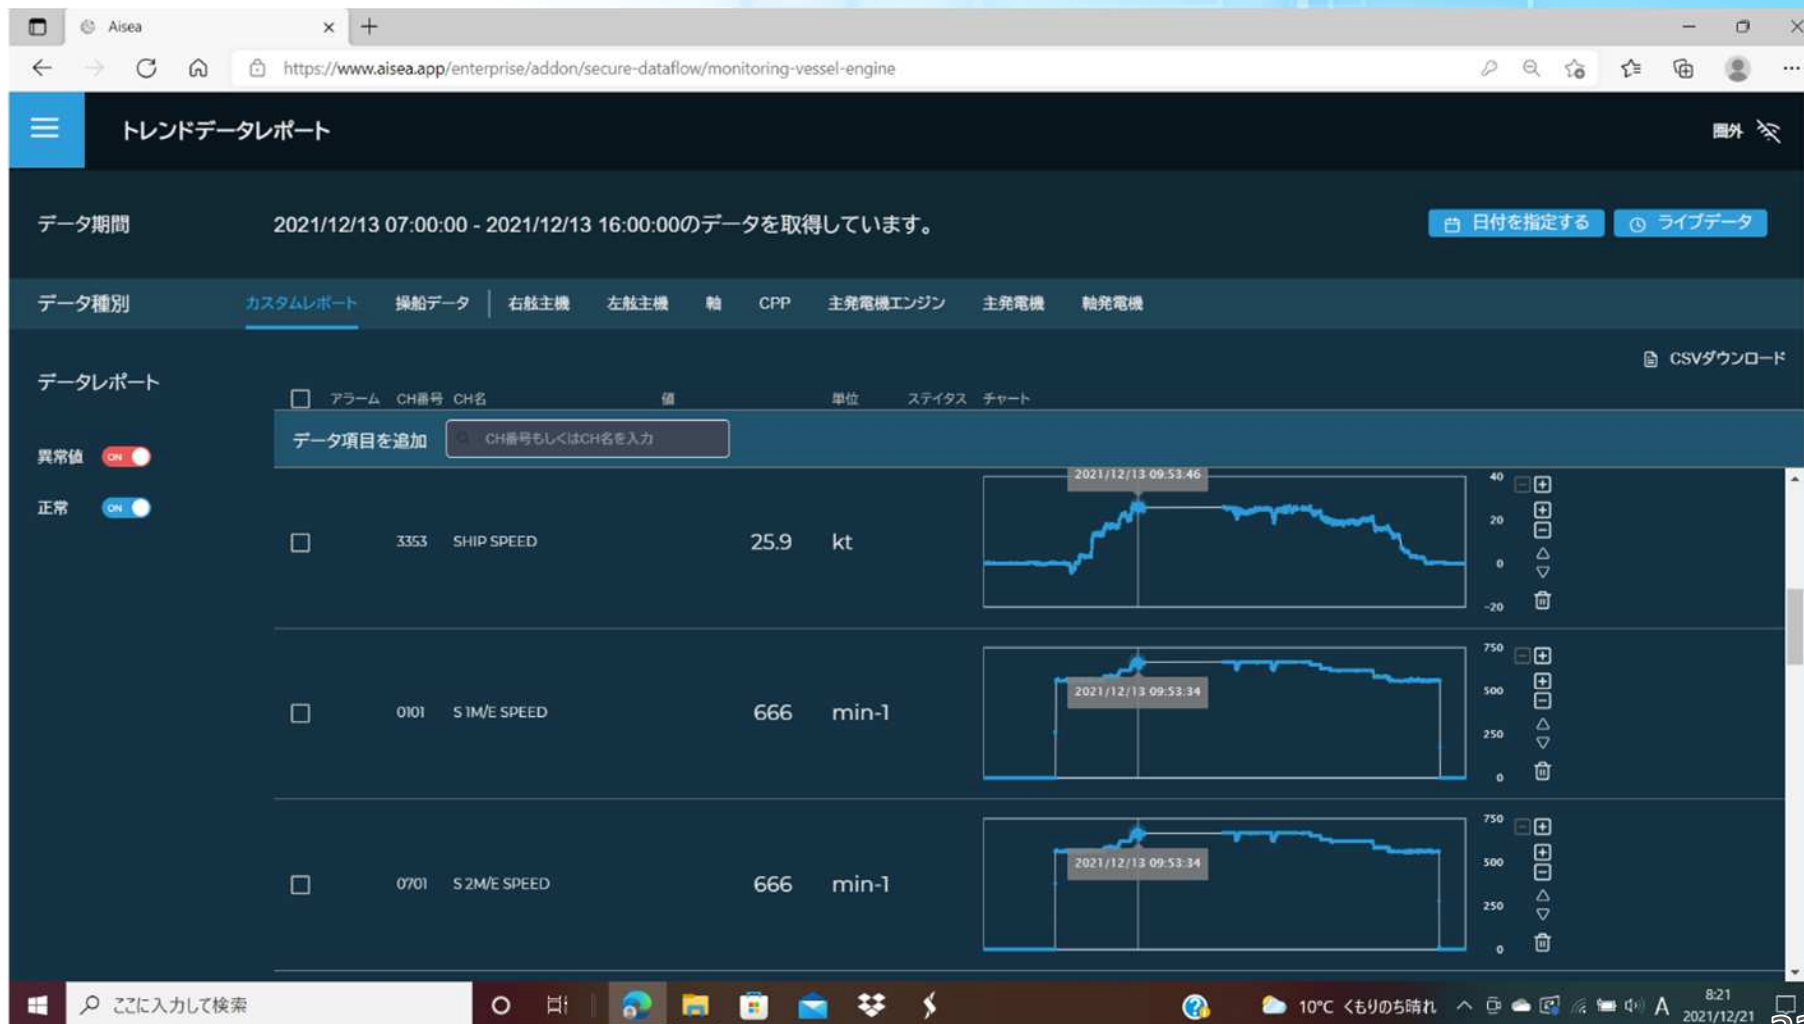 Aisea
https://www.aisea.app/enterprise/addon/secure-dataflow/monitoring-vessel-engine
トレンドデータレポート
圏外
データ期間
2021/12/13 07:00:00 - 2021/12/13 16:00:00のデータを取得しています。
日付を指定する
ライブデータ
データ種別
カスタムレポート 操船データ 右舷主機 左舷主機 軸 CPP 主発電機エンジン 主発電機 軸発電機
CSVダウンロード
データレポート
異常値 ON
正常 ON
アラーム CH番号 CH名 値 単位 ステイタス チャート
データ項目を追加 CH番号もしくはCH名を入力
3353 SHIP SPEED 25.9 kt
2021/12/13 09:53:46
40
20
0
-20
0101 S 1M/E SPEED 666 min-1
2021/12/13 09:53:34
750
500
250
0
0701 S 2M/E SPEED 666 min-1
2021/12/13 09:53:34
750
500
250
0
ここに入力して検索
10°C くもりのち晴れ
A
8:21
2021/12/21